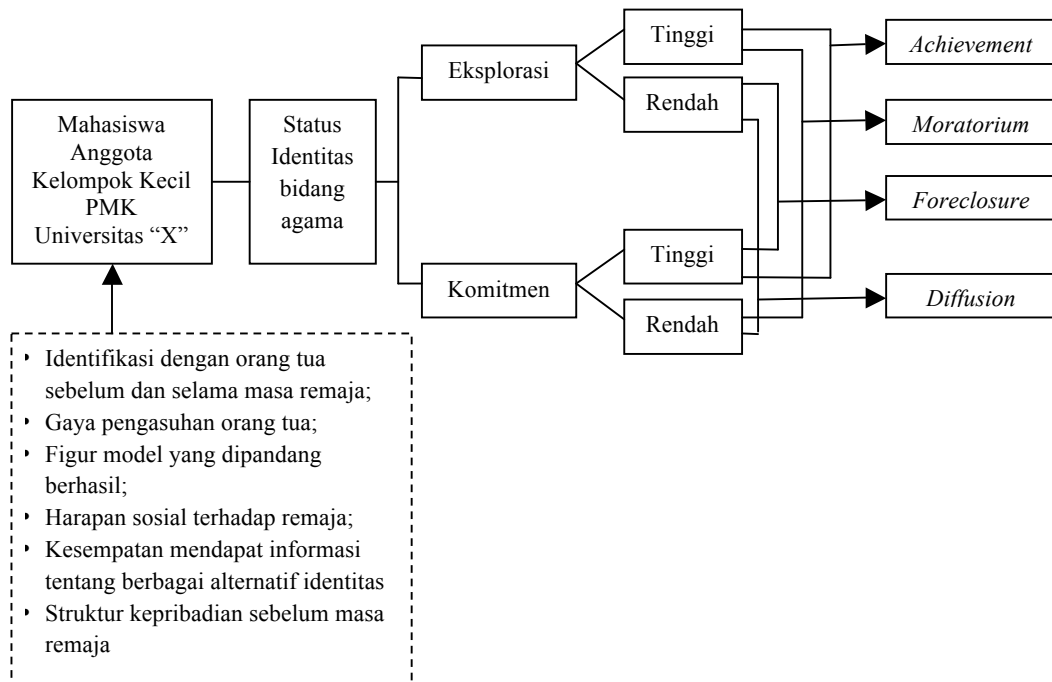 Mahasiswa
Anggota
Kelompok Kecil
PMK
Universitas “X”
Status
Identitas
bidang
agama
Eksplorasi
Tinggi
Rendah
Komitmen
Tinggi
Rendah
Achievement
Moratorium
Foreclosure
Diffusion
• Identifikasi dengan orang tua
sebelum dan selama masa remaja;
• Gaya pengasuhan orang tua;
• Figur model yang dipandang
berhasil;
• Harapan sosial terhadap remaja;
• Kesempatan mendapat informasi
tentang berbagai alternatif identitas
• Struktur kepribadian sebelum masa
remaja